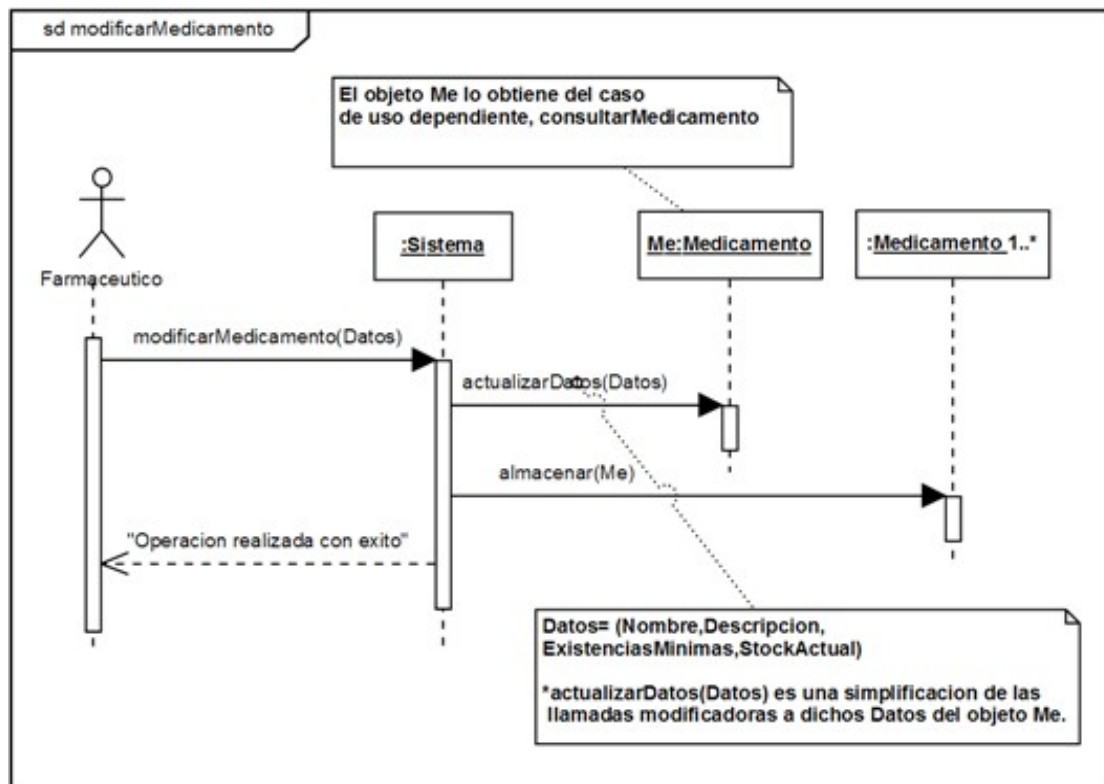 sd modificarMedicamento
El objeto Me lo obtiene del caso
de uso dependiente, consultarMedicamento
Farmaceutico
:Sistema
Me:Medicamento
:Medicamento 1..*
modificarMedicamento(Datos)
actualizarDatos(Datos)
almacenar(Me)
"Operacion realizada con exito"
Datos= (Nombre,Descripcion,
ExistenciasMinimas,StockActual)
*actualizarDatos(Datos) es una simplificacion de las
llamadas modificadoras a dichos Datos del objeto Me.